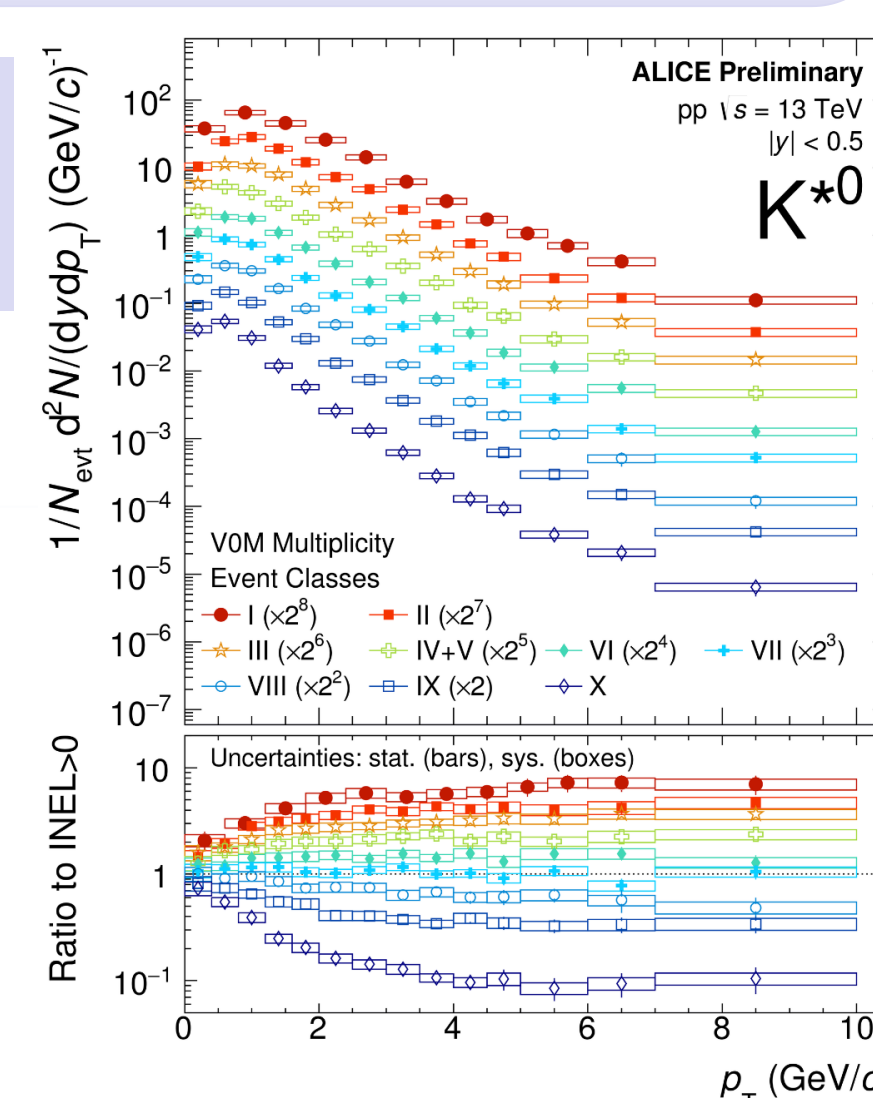 ALICE Preliminary
pp \s = 13 TeV
|y| < 0.5
K*0
1/Nevt d2N/(dydpT) (GeV/c)-1
102
10
1
10−1
10−2
10−3
10−4
10−5
10−6
10−7
V0M Multiplicity
Event Classes
I (×28) II (×27)
III (×26) IV+V (×25) VI (×24) VII (×23)
VIII (×22) IX (×2) X
Ratio to INEL>0
Uncertainties: stat. (bars), sys. (boxes)
10
1
10−1
0 2 4 6 8 10
pT (GeV/c